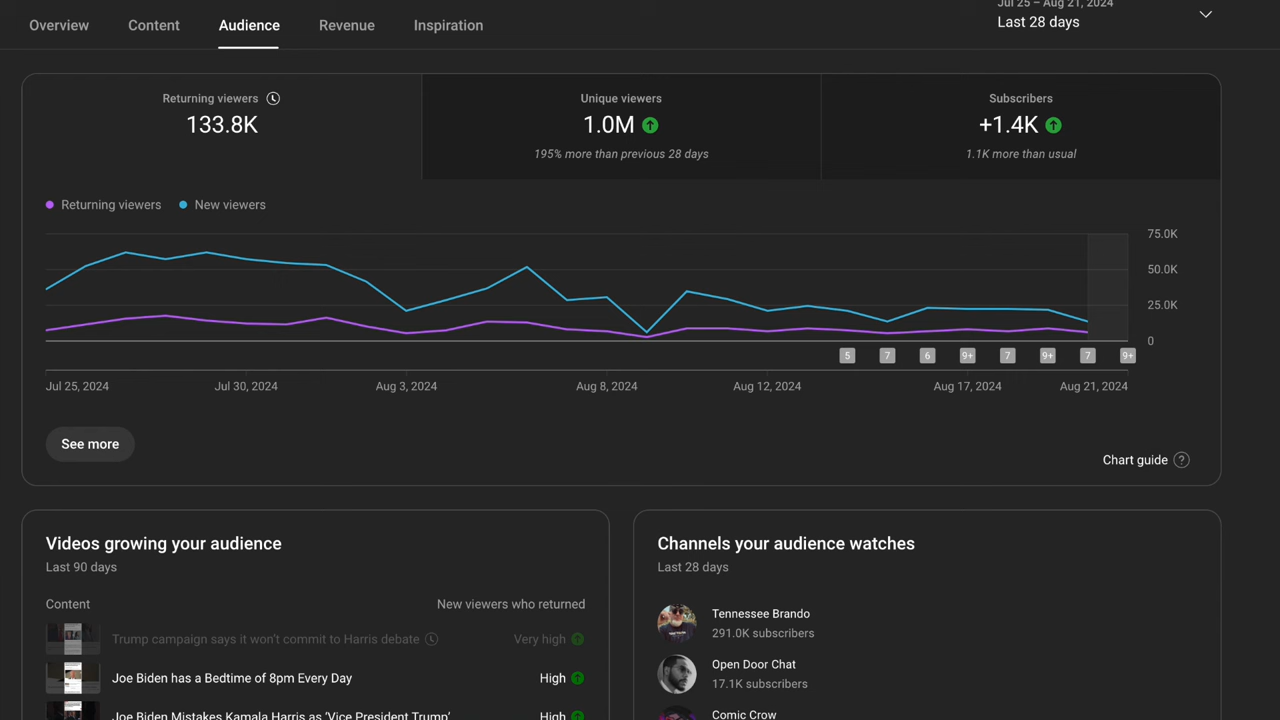 Jul 25 – Aug 21, 2024
Overview Content Audience Revenue Inspiration
Last 28 days
Returning viewers
133.8K
Unique viewers
1.0M
195% more than previous 28 days
Subscribers
+1.4K
1.1K more than usual
Returning viewers New viewers
75.0K
50.0K
25.0K
0
5 7 6 9+ 7 9+ 7 9+
Jul 25, 2024 Jul 30, 2024 Aug 3, 2024 Aug 8, 2024 Aug 12, 2024 Aug 17, 2024 Aug 21, 2024
See more
Chart guide ?
Videos growing your audience
Last 90 days
Content New viewers who returned
Trump campaign says it won't commit to Harris debate Very high
Joe Biden has a Bedtime of 8pm Every Day High
Joe Biden Mistakes Kamala Harris as ‘Vice President Trump’ High
Channels your audience watches
Last 28 days
Tennessee Brando
291.0K subscribers
Open Door Chat
17.1K subscribers
Comic Crow